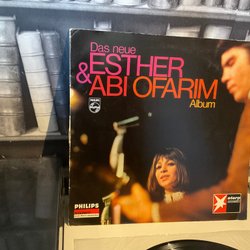 Das neue
ESTHER
& ABI OFARIM
Album
PHILIPS
PHILIPS
stern